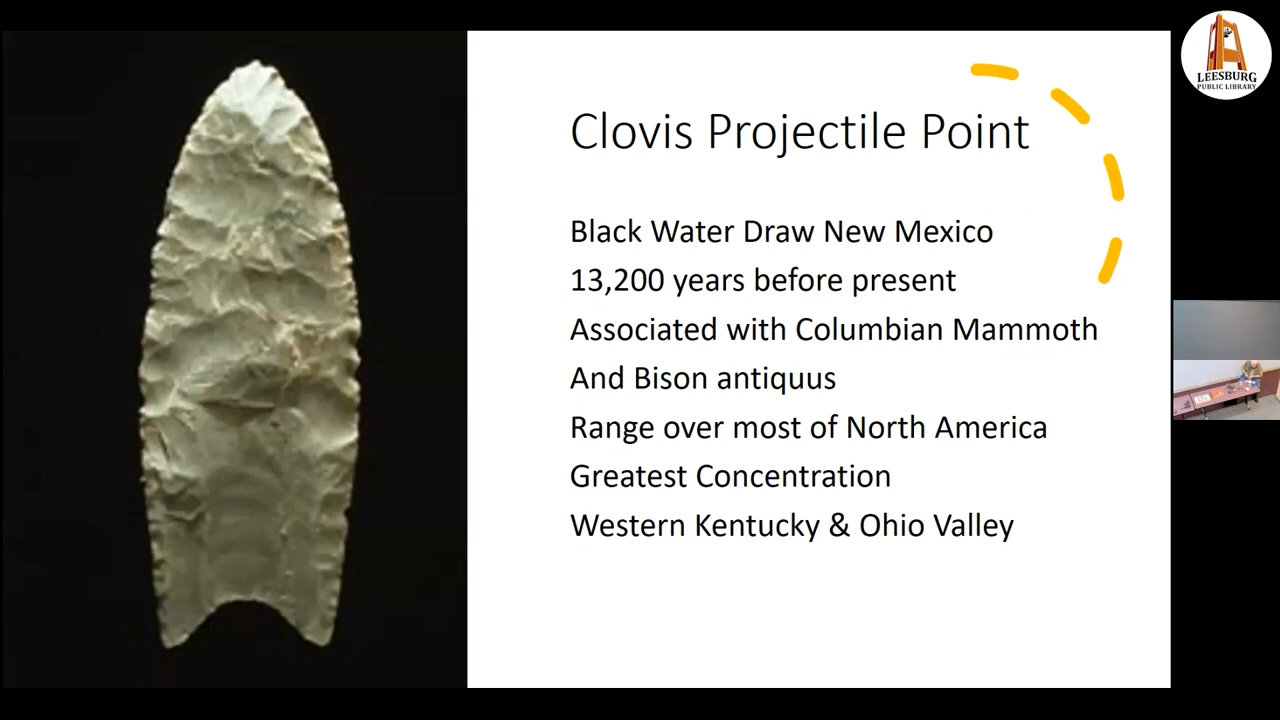 LEESBURG
PUBLIC LIBRARY
Clovis Projectile Point
Black Water Draw New Mexico
13,200 years before present
Associated with Columbian Mammoth
And Bison antiquus
Range over most of North America
Greatest Concentration
Western Kentucky & Ohio Valley